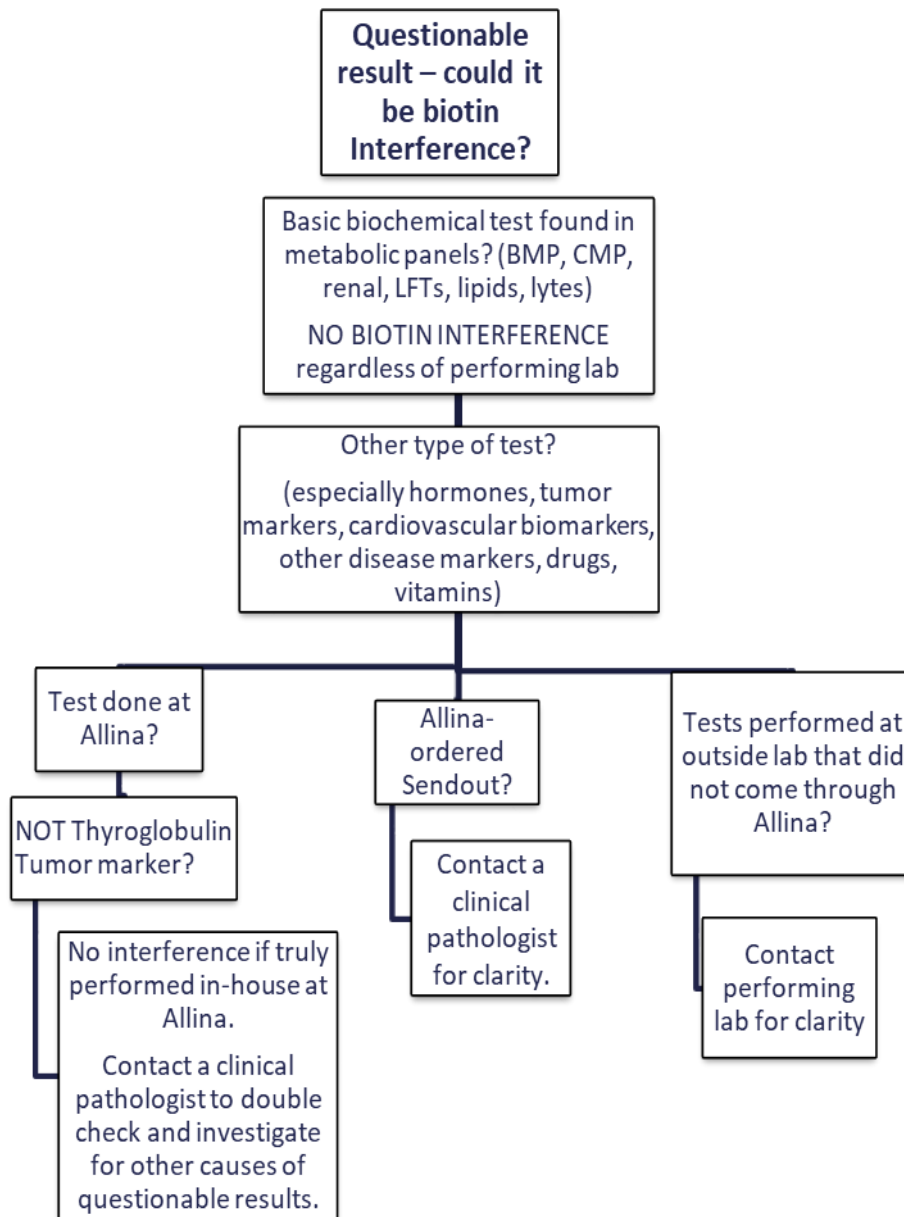 Questionable
result – could it
be biotin
Interference?
Basic biochemical test found in
metabolic panels? (BMP, CMP,
renal, LFTs, lipids, lytes)
NO BIOTIN INTERFERENCE
regardless of performing lab
Other type of test?
(especially hormones, tumor
markers, cardiovascular biomarkers,
other disease markers, drugs,
vitamins)
Test done at
Allina?
NOT Thyroglobulin
Tumor marker?
No interference if truly
performed in-house at
Allina.
Contact a clinical
pathologist to double
check and investigate
for other causes of
questionable results.
Allina-
ordered
Sendout?
Contact a
clinical
pathologist
for clarity.
Tests performed at
outside lab that did
not come through
Allina?
Contact
performing
lab for clarity